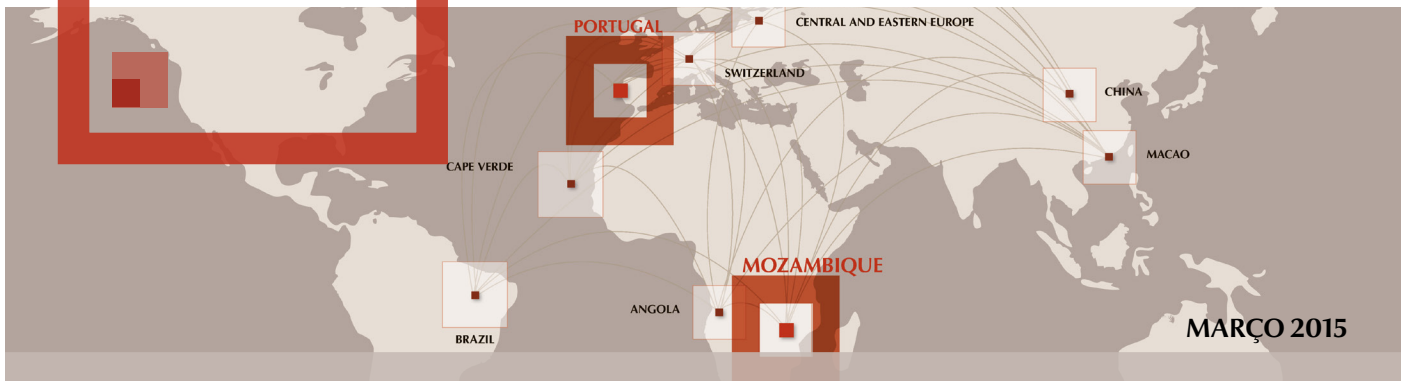 PORTUGAL
CENTRAL AND EASTERN EUROPE
SWITZERLAND
CHINA
MACAO
CAPE VERDE
MOZAMBIQUE
ANGOLA
BRAZIL
MARÇO 2015